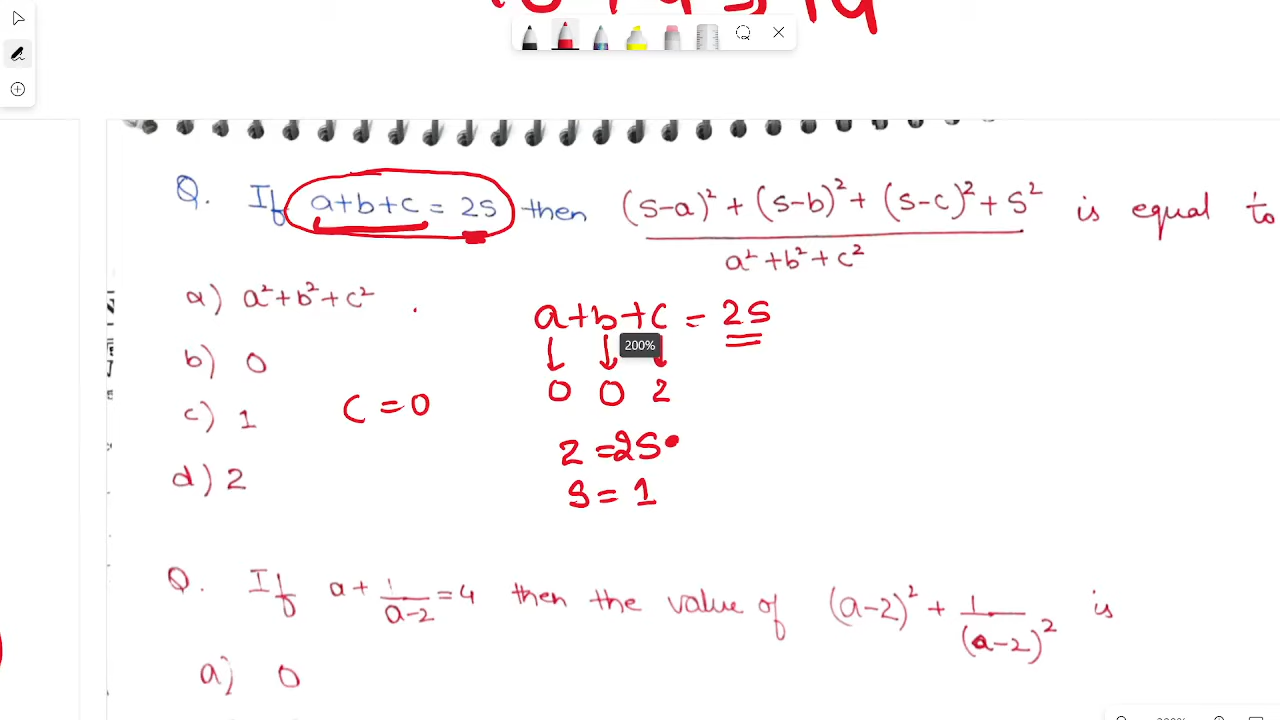 Q. If a+b+c = 2s then (s-a)² + (s-b)² + (s-c)² + s² is equal to
a² + b² + c²
a) a² + b² + c²
a+b+c = 2s
200%
b) 0
0 0 2
c) 1
c = 0
2 = 2s
d) 2
s = 1
Q. If a + 1/(a-2) = 4 then the value of (a-2)² + 1/(a-2)² is
a) 0